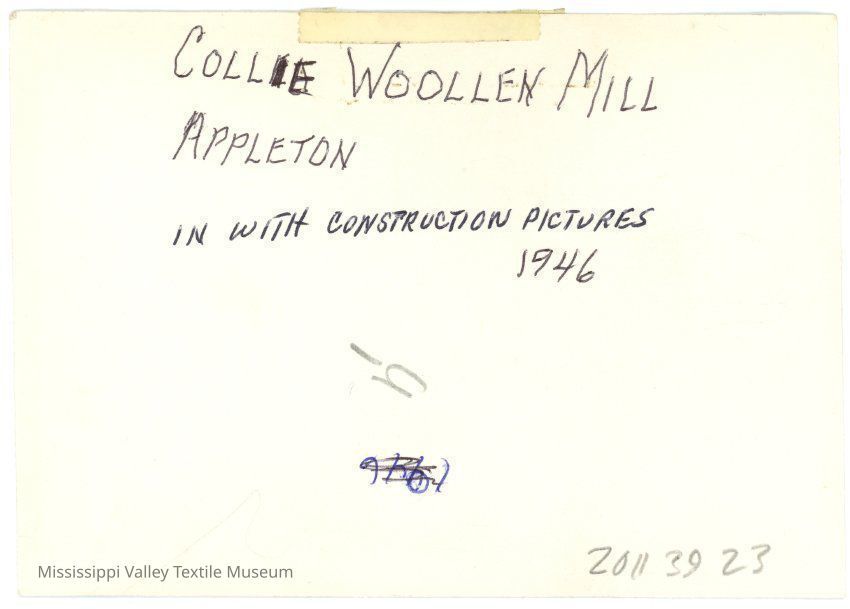 COLLIE WOOLLEN MILL
APPLETON
IN WITH CONSTRUCTION PICTURES
1946
2011 39 23
Mississippi Valley Textile Museum